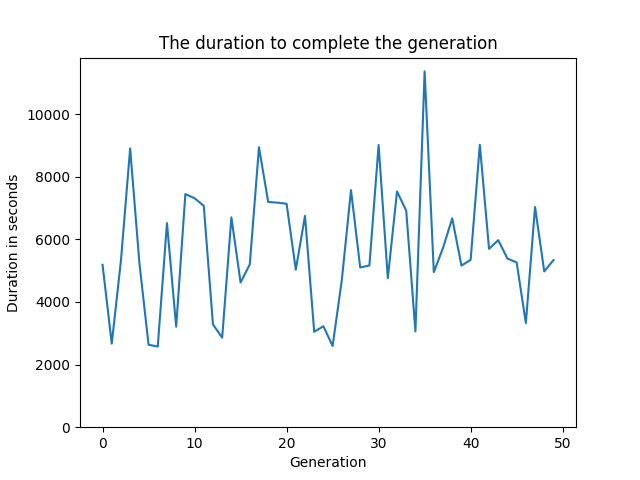 The duration to complete the generation
Duration in seconds
10000
8000
6000
4000
2000
0
0 10 20 30 40 50
Generation